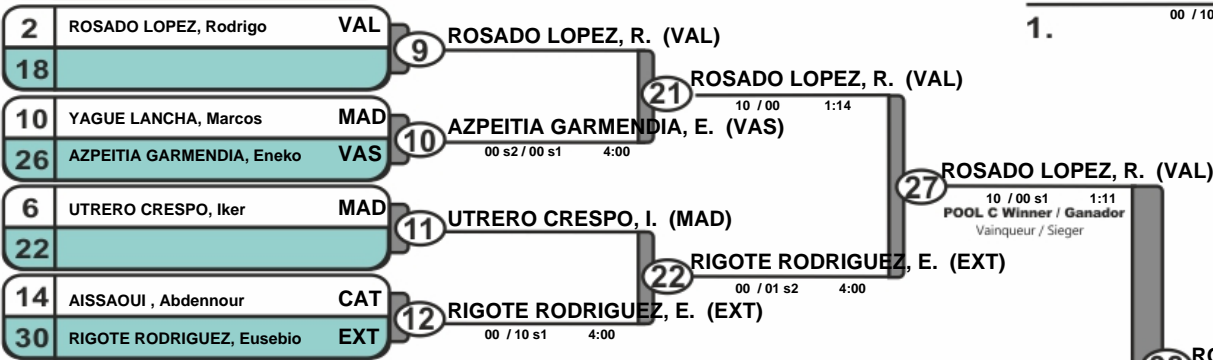 2 ROSADO LOPEZ, Rodrigo VAL
18
9 ROSADO LOPEZ, R. (VAL)
10 YAGUE LANCHA, Marcos MAD
26 AZPEITIA GARMENDIA, Eneko VAS
10 AZPEITIA GARMENDIA, E. (VAS)
00 s2 / 00 s1 4:00
21 ROSADO LOPEZ, R. (VAL)
10 / 00 1:14
6 UTRERO CRESPO, Iker MAD
22
11 UTRERO CRESPO, I. (MAD)
14 AISSAOUI , Abdennour CAT
30 RIGOTE RODRIGUEZ, Eusebio EXT
12 RIGOTE RODRIGUEZ, E. (EXT)
00 / 10 s1 4:00
22 RIGOTE RODRIGUEZ, E. (EXT)
00 / 01 s2 4:00
27 ROSADO LOPEZ, R. (VAL)
10 / 00 s1 1:11
POOL C Winner / Ganador
Vainqueur / Sieger
00 / 10
1.